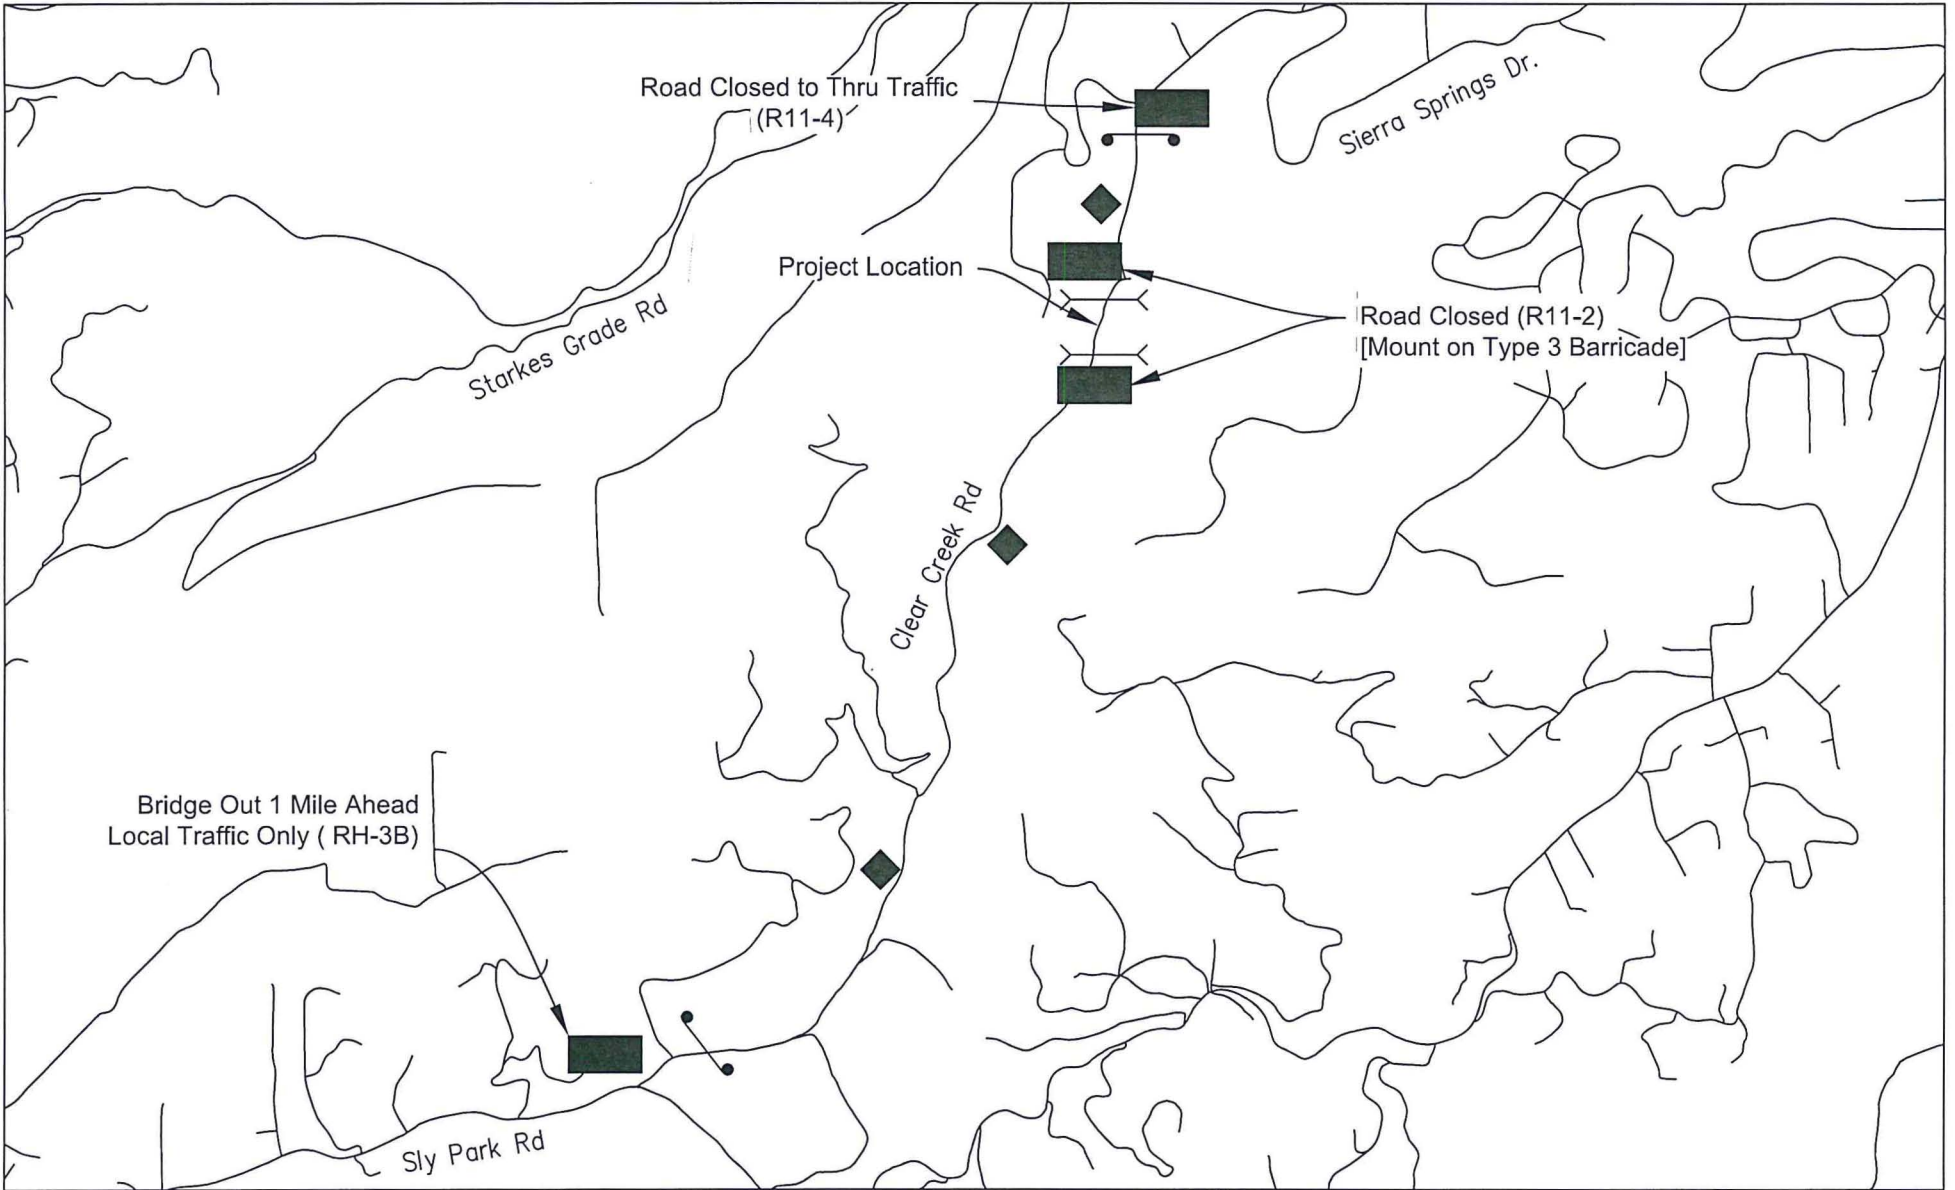 Road Closed to Thru Traffic
(R11-4)
Sierra Springs Dr.
Project Location
Road Closed (R11-2)
[Mount on Type 3 Barricade]
Starkes Grade Rd
Clear Creek Rd
Bridge Out 1 Mile Ahead
Local Traffic Only ( RH-3B)
Sly Park Rd